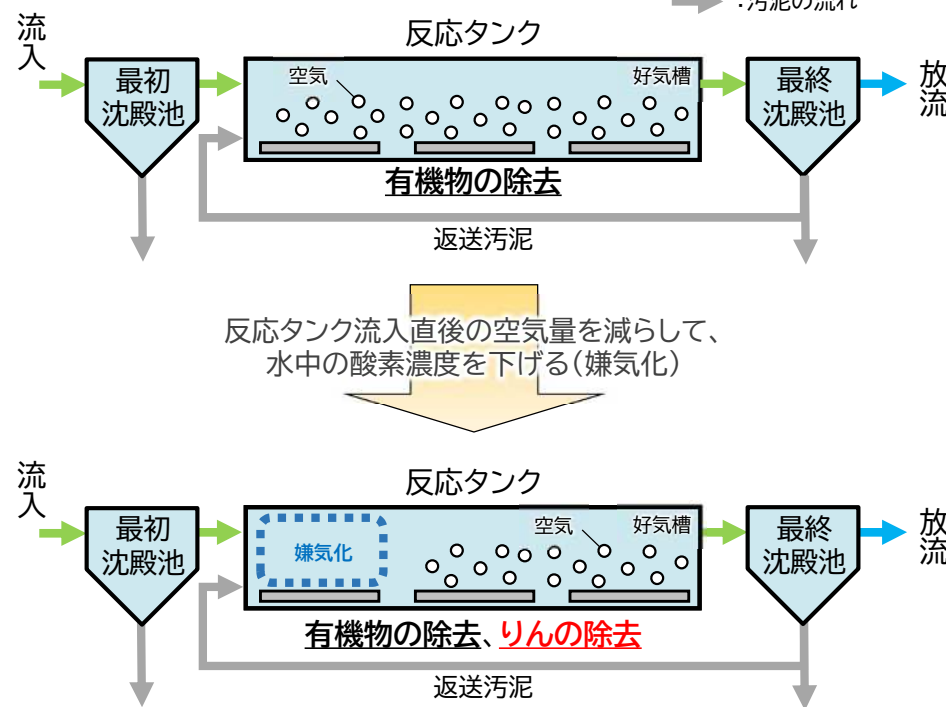 :汚泥の流れ
反応タンク
流入
最初
沈殿池
空気
好気槽
最終
沈殿池
放流
有機物の除去
返送汚泥
反応タンク流入直後の空気量を減らして、
水中の酸素濃度を下げる(嫌気化)
反応タンク
流入
最初
沈殿池
嫌気化
空気
好気槽
最終
沈殿池
放流
有機物の除去、りんの除去
返送汚泥